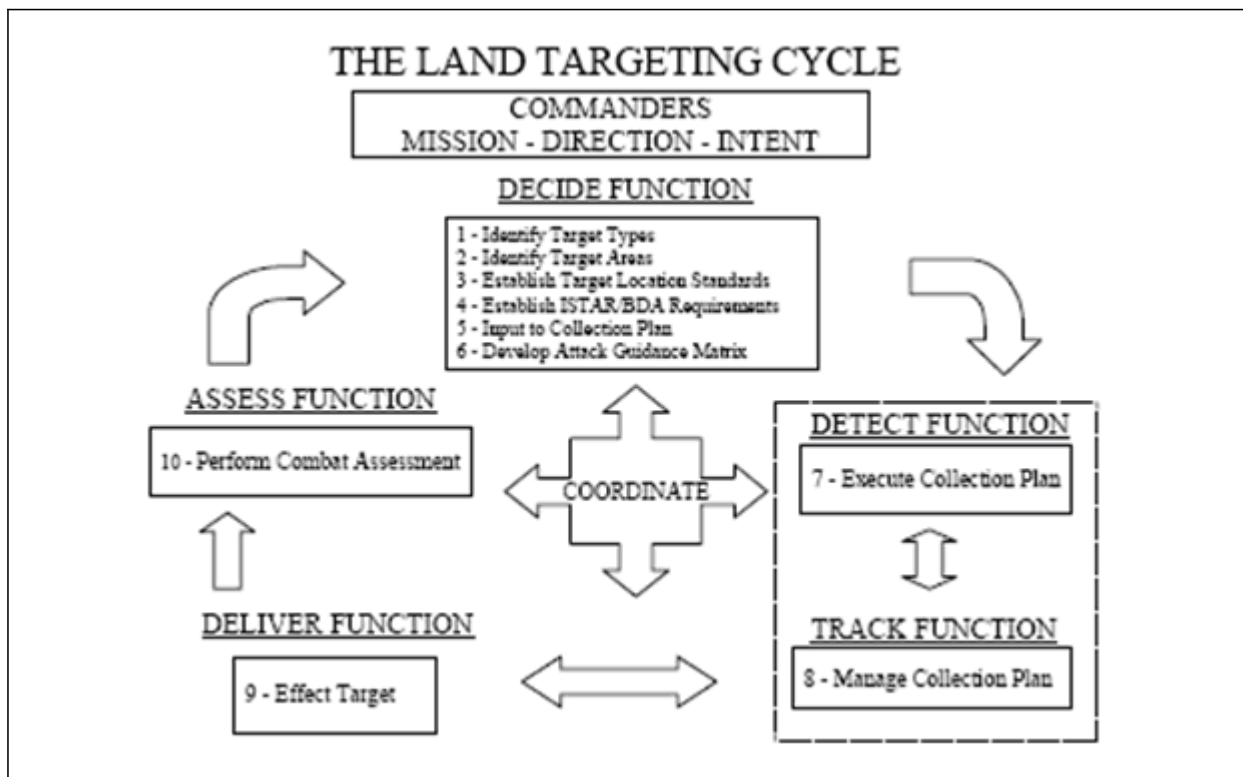 THE LAND TARGETING CYCLE
COMMANDERS
MISSION - DIRECTION - INTENT
DECIDE FUNCTION
1 - Identify Target Types
2 - Identify Target Areas
3 - Establish Target Location Standards
4 - Establish ISTAR/BDA Requirements
5 - Input to Collection Plan
6 - Develop Attack Guidance Matrix
ASSESS FUNCTION
10 - Perform Combat Assessment
COORDINATE
DETECT FUNCTION
7 - Execute Collection Plan
DELIVER FUNCTION
9 - Effect Target
TRACK FUNCTION
8 - Manage Collection Plan